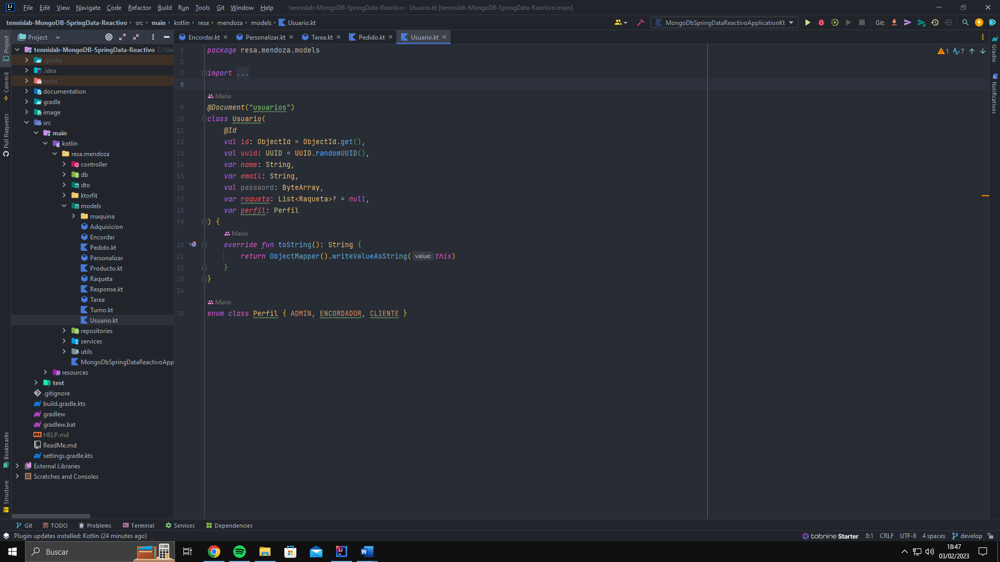 File Edit View Navigate Code Refactor Build Run Tools Git Window Help tennislab-MongoDB-SpringData-Reactivo - Usuario.kt [tennislab-MongoDB-SpringData-Reactivo.main]
tennislab-MongoDB-SpringData-Reactivo src main kotlin resa mendoza models Usuario.kt MongoDbSpringDataReactivoApplicationKt Git:
Project
Encordar.kt Personalizar.kt Tarea.kt Pedido.kt Usuario.kt
tennislab-MongoDB-SpringData-Reactivo C:\Use
.gradle
.idea
build
documentation
gradle
image
src
main
kotlin
resa.mendoza
controller
db
dto
ktorfit
models
maquina
Adquisicion
Encordar
Pedido.kt
Personalizar
Producto.kt
Raqueta
Response.kt
Tarea
Turno.kt
Usuario.kt
repositories
services
utils
MongoDbSpringDataReactivoApp
resources
test
.gitignore
build.gradle.kts
gradlew
gradlew.bat
HELP.md
ReadMe.md
settings.gradle.kts
External Libraries
Scratches and Consoles
Project
Commit
Pull Requests
Bookmarks
Structure
1 package resa.mendoza.models
2
3 import ...
8
Mario
9 @Document("usuarios")
10 class Usuario(
11 @Id
12 val id: ObjectId = ObjectId.get(),
13 val uuid: UUID = UUID.randomUUID(),
14 var name: String,
15 var email: String,
16 val password: ByteArray,
17 var raqueta: List<Raqueta>? = null,
18 var perfil: Perfil
19 ) {
Mario
20 override fun toString(): String {
21 return ObjectMapper().writeValueAsString( value: this)
22 }
23 }
24
Mario
25 enum class Perfil { ADMIN, ENCORDADOR, CLIENTE }
1 7
Gradle
Notifications
Git TODO Problems Terminal Services Dependencies
Plugin updates installed: Kotlin (24 minutes ago) tabnine Starter 8:1 CRLF UTF-8 4 spaces develop
Buscar
18:47
03/02/2023